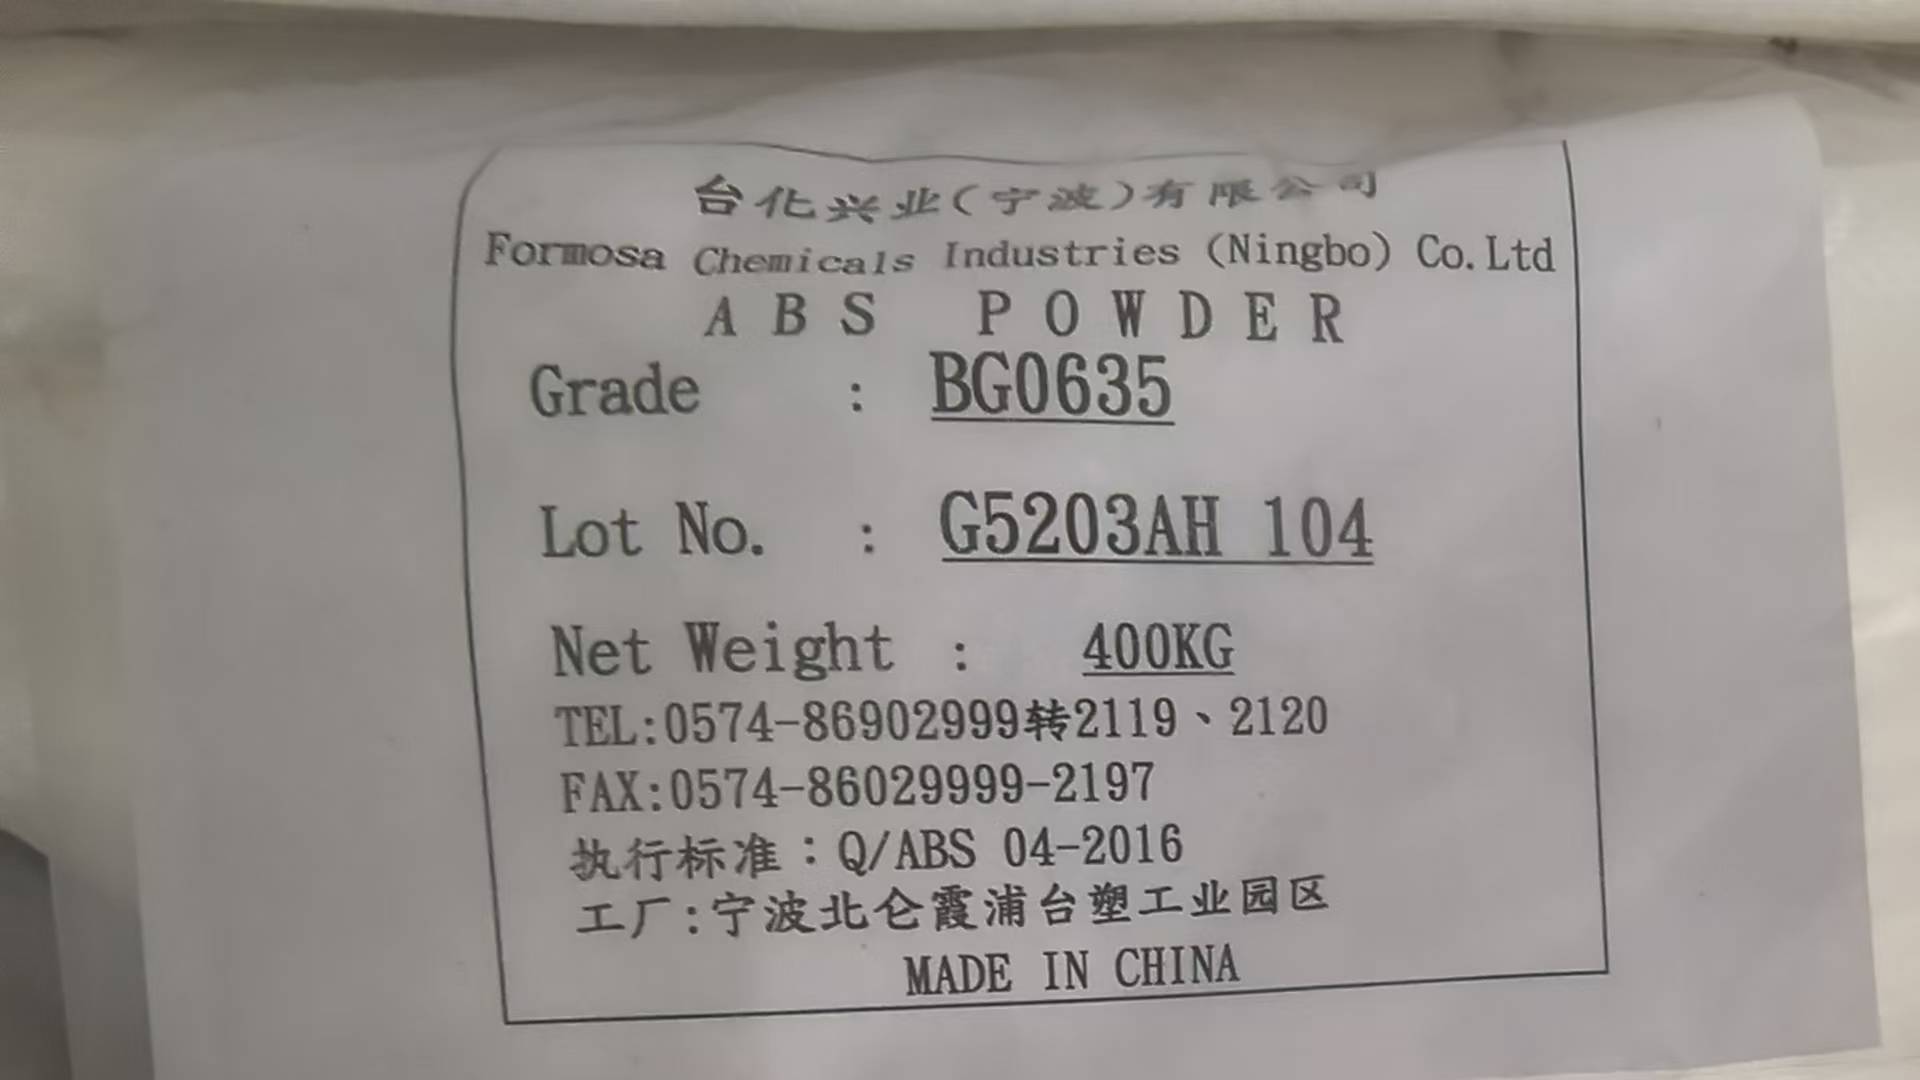 台化兴业(宁波)有限公司
Formosa Chemicals Industries (Ningbo) Co.Ltd
ABS POWDER
Grade : BG0635
Lot No. : G5203AH 104
Net Weight : 400KG
TEL:0574-86902999转2119、2120
FAX:0574-86029999-2197
执行标准：Q/ABS 04-2016
工厂:宁波北仑霞浦台塑工业园区
MADE IN CHINA